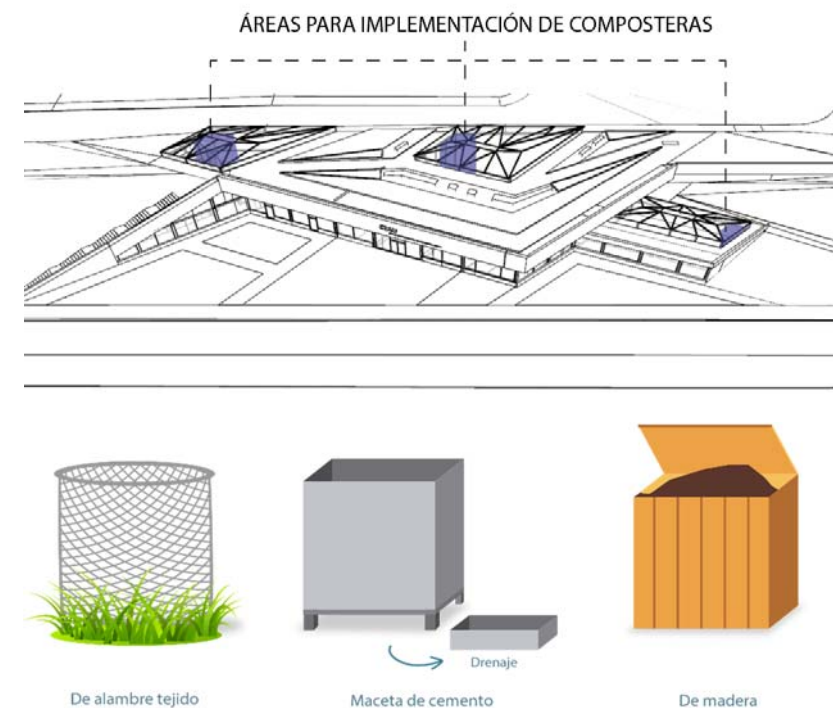 ÁREAS PARA IMPLEMENTACIÓN DE COMPOSTERAS
Drenaje
De alambre tejido
Maceta de cemento
De madera